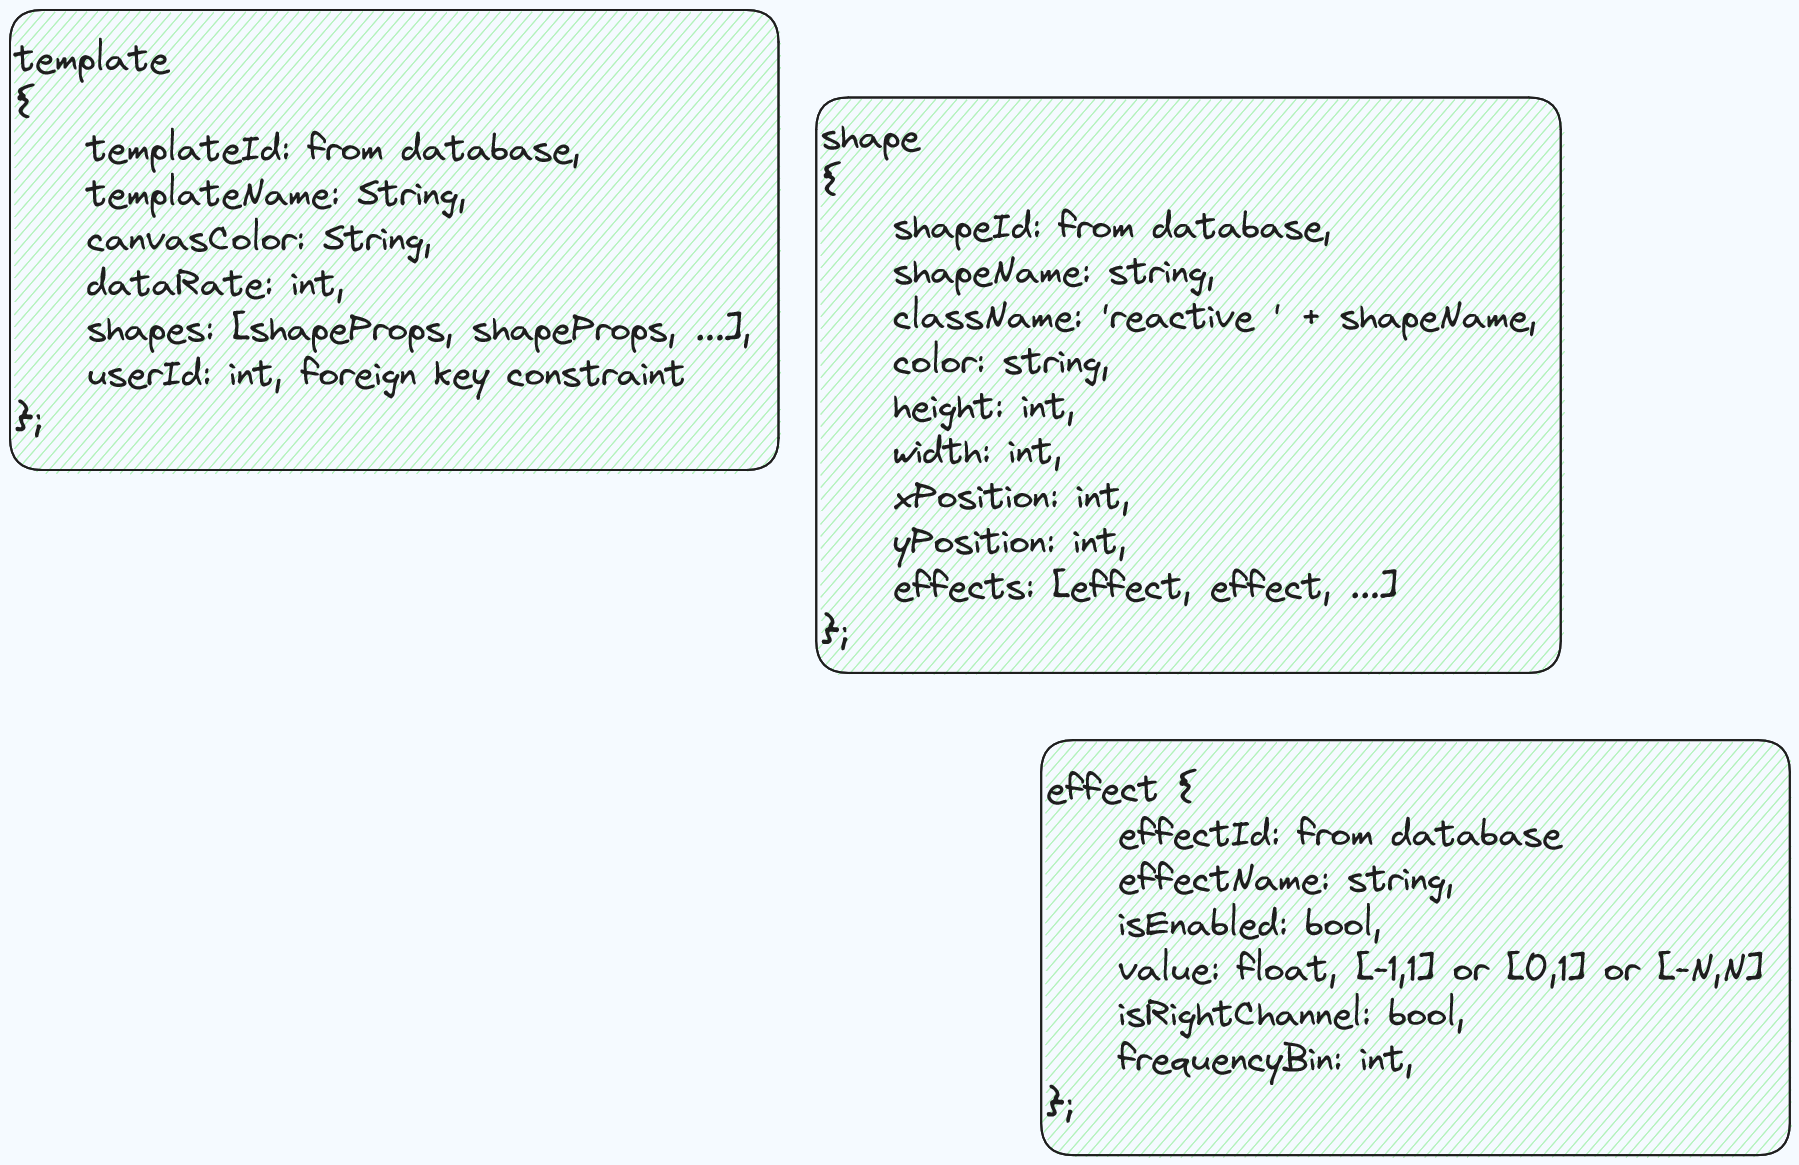 template
{
templateId: from database,
templateName: String,
canvasColor: String,
dataRate: int,
shapes: [shapeProps, shapeProps, ...],
userId: int, foreign key constraint
};
shape
{
shapeId: from database,
shapeName: string,
className: 'reactive ' + shapeName,
color: string,
height: int,
width: int,
xPosition: int,
yPosition: int,
effects: [effect, effect, ...]
};
effect {
effectId: from database
effectName: string,
isEnabled: bool,
value: float, [-1,1] or [0,1] or [-N,N]
isRightChannel: bool,
frequencyBin: int,
};